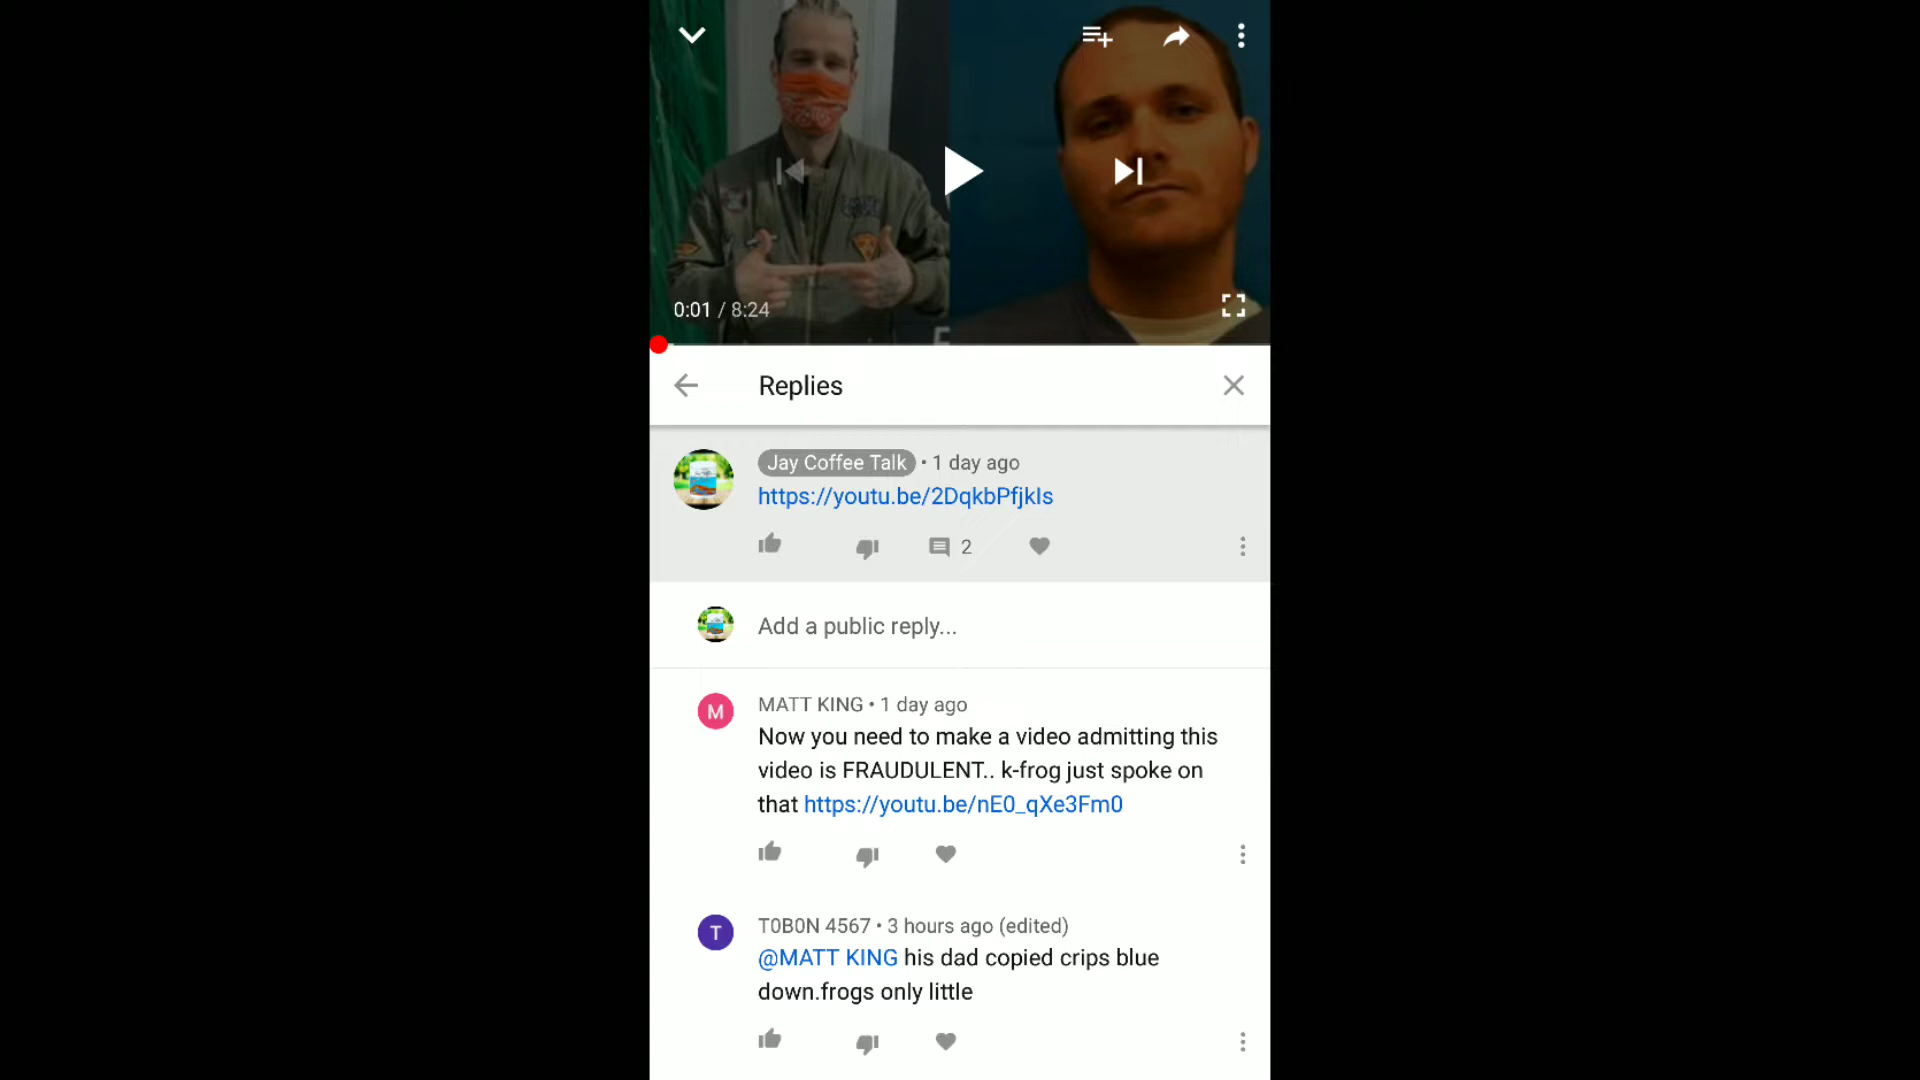 0:01 / 8:24
Replies
Jay Coffee Talk • 1 day ago
https://youtu.be/2DqkbPfjkIs
2
Add a public reply...
M
MATT KING • 1 day ago
Now you need to make a video admitting this
video is FRAUDULENT.. k-frog just spoke on
that https://youtu.be/nE0_qXe3Fm0
T
T0B0N 4567 • 3 hours ago (edited)
@MATT KING his dad copied crips blue
down.frogs only little